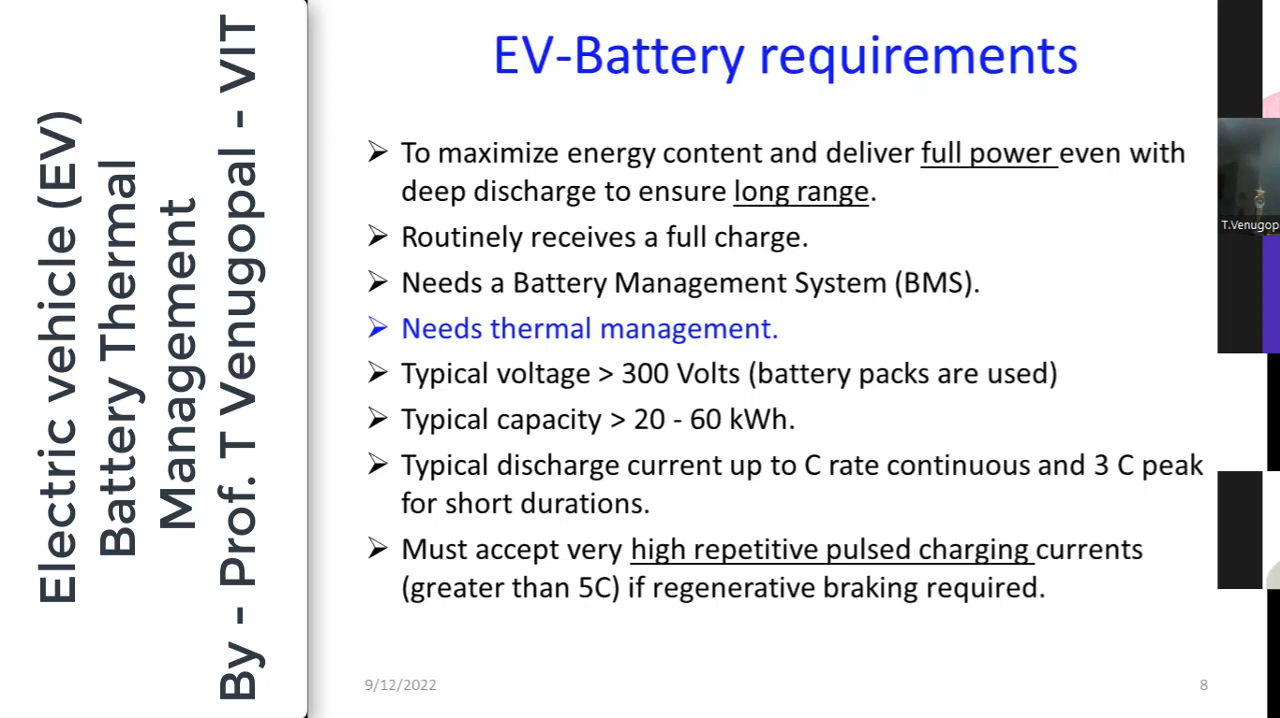 Electric vehicle (EV)
Battery Thermal
Management
By - Prof. T Venugopal - VIT
EV-Battery requirements
➢ To maximize energy content and deliver full power even with
deep discharge to ensure long range.
➢ Routinely receives a full charge.
➢ Needs a Battery Management System (BMS).
➢ Needs thermal management.
➢ Typical voltage > 300 Volts (battery packs are used)
➢ Typical capacity > 20 - 60 kWh.
➢ Typical discharge current up to C rate continuous and 3 C peak
for short durations.
➢ Must accept very high repetitive pulsed charging currents
(greater than 5C) if regenerative braking required.
9/12/2022
8
T.Venugop